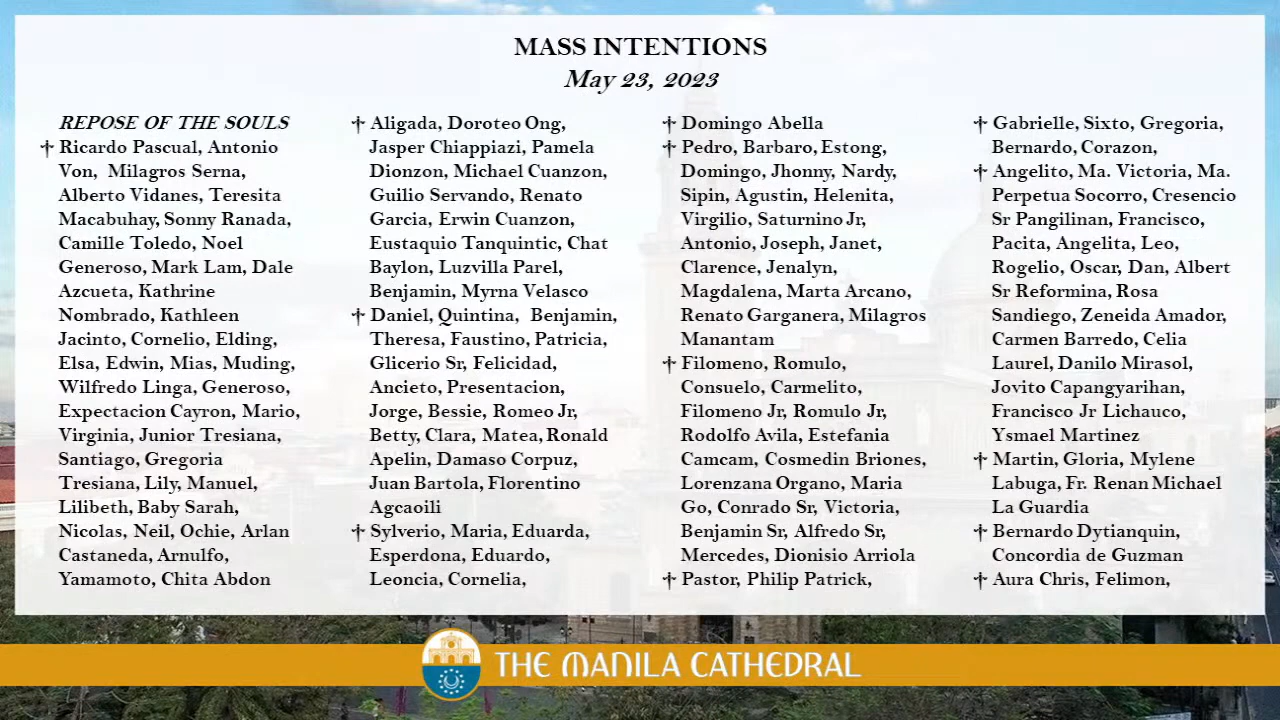 MASS INTENTIONS
May 23, 2023
REPOSE OF THE SOULS
✝ Ricardo Pascual, Antonio
Von, Milagros Serna,
Alberto Vidanes, Teresita
Macabuhay, Sonny Ranada,
Camille Toledo, Noel
Generoso, Mark Lam, Dale
Azcueta, Kathrine
Nombrado, Kathleen
Jacinto, Cornelio, Elding,
Elsa, Edwin, Mias, Muding,
Wilfredo Linga, Generoso,
Expectacion Cayron, Mario,
Virginia, Junior Tresiana,
Santiago, Gregoria
Tresiana, Lily, Manuel,
Lilibeth, Baby Sarah,
Nicolas, Neil, Ochie, Arlan
Castaneda, Arnulfo,
Yamamoto, Chita Abdon
✝ Aligada, Doroteo Ong,
Jasper Chiappiazi, Pamela
Dionzon, Michael Cuanzon,
Guilio Servando, Renato
Garcia, Erwin Cuanzon,
Eustaquio Tanquintic, Chat
Baylon, Luzvilla Parel,
Benjamin, Myrna Velasco
✝ Daniel, Quintina, Benjamin,
Theresa, Faustino, Patricia,
Glicerio Sr, Felicidad,
Ancieto, Presentacion,
Jorge, Bessie, Romeo Jr,
Betty, Clara, Matea, Ronald
Apelin, Damaso Corpuz,
Juan Bartola, Florentino
Agcaoili
✝ Sylverio, Maria, Eduarda,
Esperdona, Eduardo,
Leoncia, Cornelia,
✝ Domingo Abella
✝ Pedro, Barbaro, Estong,
Domingo, Jhonny, Nardy,
Sipin, Agustin, Helenita,
Virgilio, Saturnino Jr,
Antonio, Joseph, Janet,
Clarence, Jenalyn,
Magdalena, Marta Arcano,
Renato Garganera, Milagros
Manantam
✝ Filomeno, Romulo,
Consuelo, Carmelito,
Filomeno Jr, Romulo Jr,
Rodolfo Avila, Estefania
Camcam, Cosmedin Briones,
Lorenzana Organo, Maria
Go, Conrado Sr, Victoria,
Benjamin Sr, Alfredo Sr,
Mercedes, Dionisio Arriola
✝ Pastor, Philip Patrick,
✝ Gabrielle, Sixto, Gregoria,
Bernardo, Corazon,
✝ Angelito, Ma. Victoria, Ma.
Perpetua Socorro, Cresencio
Sr Pangilinan, Francisco,
Pacita, Angelita, Leo,
Rogelio, Oscar, Dan, Albert
Sr Reformina, Rosa
Sandiego, Zeneida Amador,
Carmen Barredo, Celia
Laurel, Danilo Mirasol,
Jovito Capangyarihan,
Francisco Jr Lichauco,
Ysmael Martinez
✝ Martin, Gloria, Mylene
Labuga, Fr. Renan Michael
La Guardia
✝ Bernardo Dytianquin,
Concordia de Guzman
✝ Aura Chris, Felimon,
THE MANILA CATHEDRAL